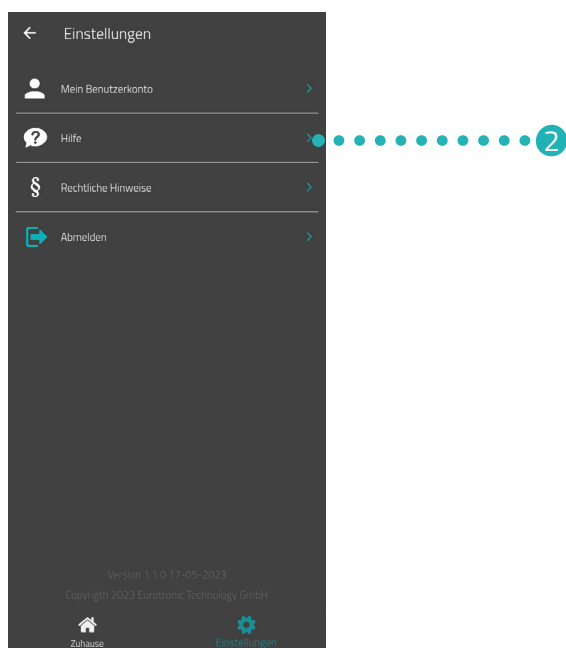 Einstellungen
Mein Benutzerkonto
Hilfe
2
§ Rechtliche Hinweise
Abmelden
Version 1.1.0 17-05-2023
Copyrigth 2023 Eurotronic Technology GmbH
Zuhause
Einstellungen